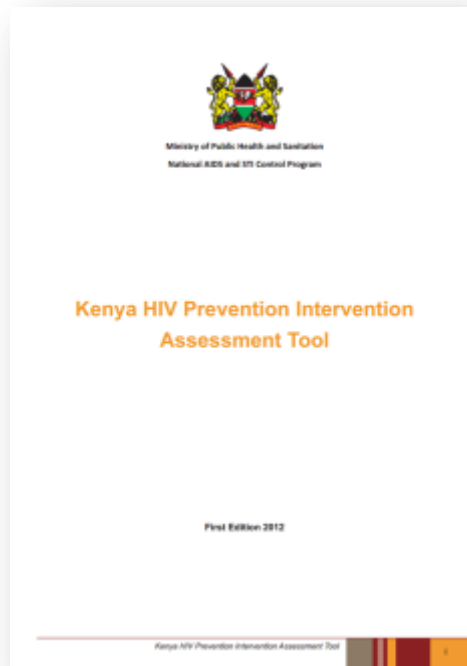 Ministry of Public Health and Sanitation
National AIDS and STI Control Program
Kenya HIV Prevention Intervention
Assessment Tool
First Edition 2012
Kenya HIV Prevention Intervention Assessment Tool